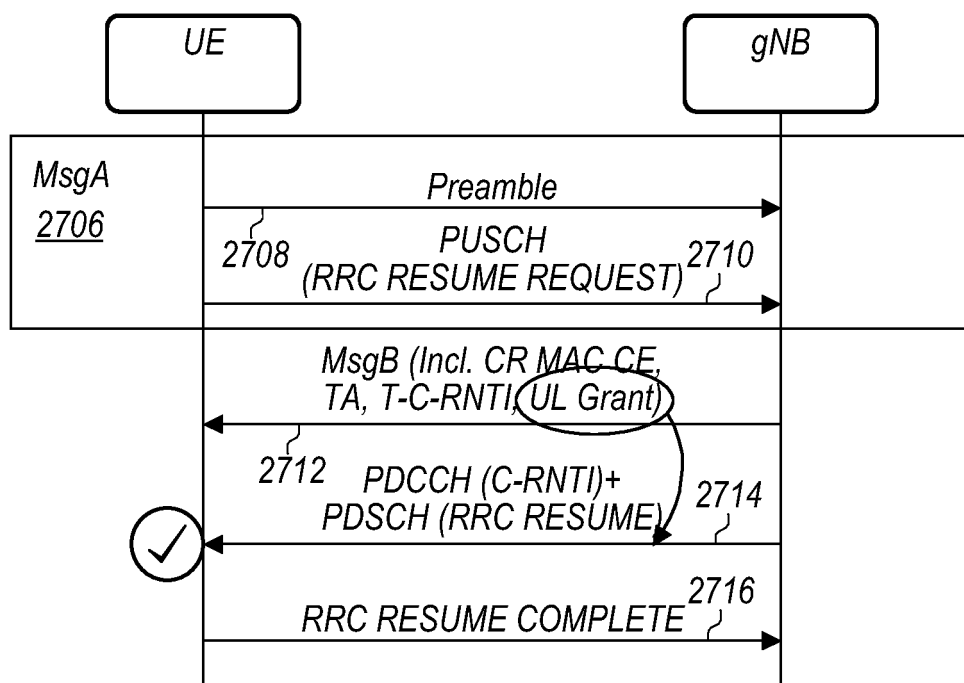 UE
gNB
MsgA
2706
Preamble
2708
PUSCH
(RRC RESUME REQUEST)
2710
MsgB (Incl. CR MAC CE,
TA, T-C-RNTI, UL Grant)
2712
PDCCH (C-RNTI)+
PDSCH (RRC RESUME)
2714
RRC RESUME COMPLETE
2716